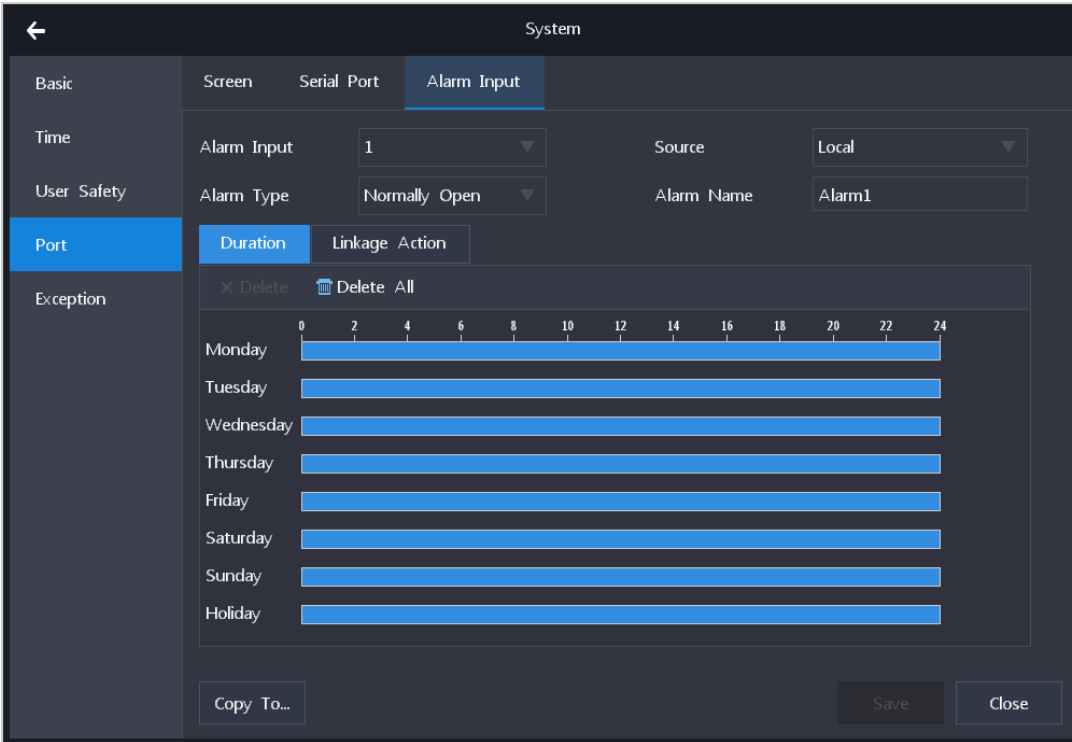 System
Basic
Time
User Safety
Port
Exception
Screen Serial Port Alarm Input
Alarm Input 1 Source Local
Alarm Type Normally Open Alarm Name Alarm1
Duration Linkage Action
Delete Delete All
0 2 4 6 8 10 12 14 16 18 20 22 24
Monday
Tuesday
Wednesday
Thursday
Friday
Saturday
Sunday
Holiday
Copy To... Save Close